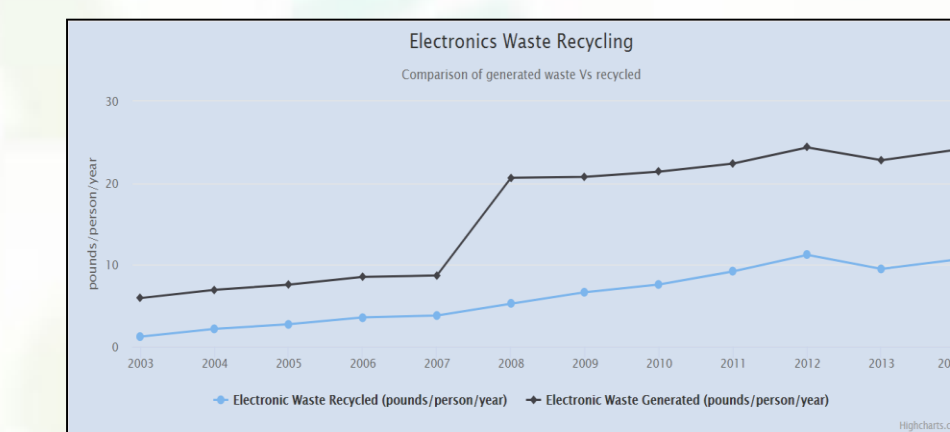 Electronics Waste Recycling
Comparison of generated waste Vs recycled
pounds/person/year
30
20
10
0
2003 2004 2005 2006 2007 2008 2009 2010 2011 2012 2013 20
Electronic Waste Recycled (pounds/person/year) Electronic Waste Generated (pounds/person/year)
Highcharts.c